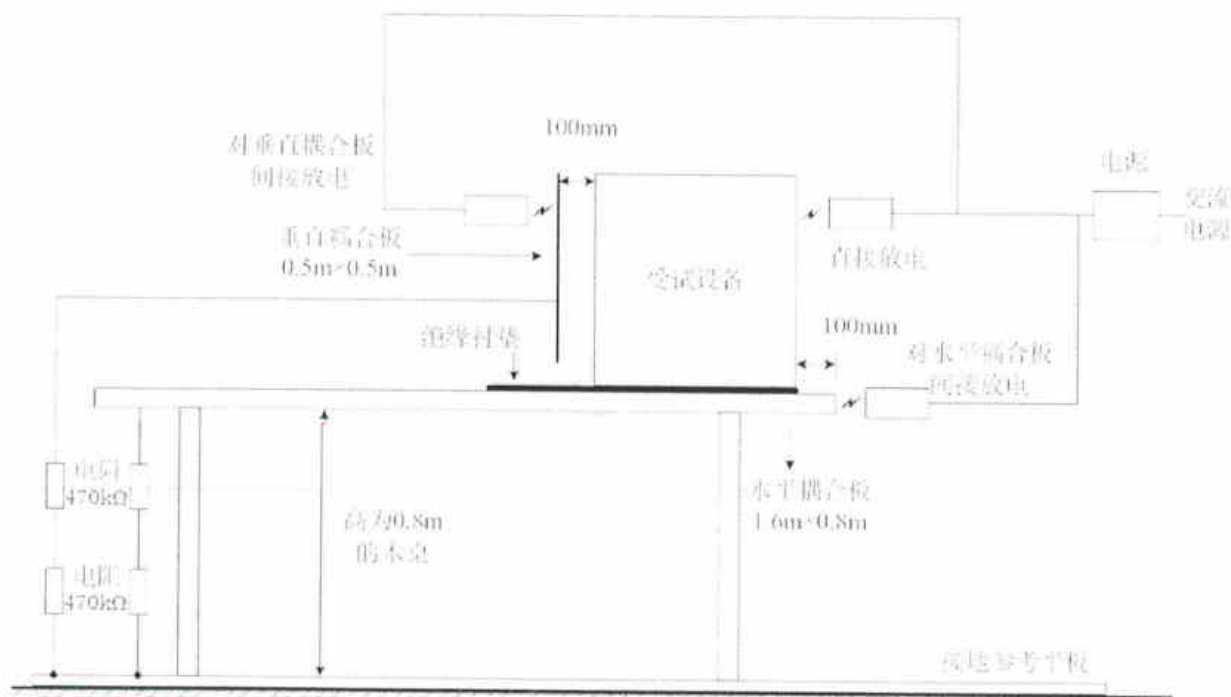 100mm
对垂直耦合板
间接放电
电源
交流
电源
垂直耦合板
0.5m×0.5m
直接放电
受试设备
100mm
绝缘衬垫
对水平耦合板
间接放电
电阻
470kΩ
水平耦合板
1.6m×0.8m
高为0.8m
的木桌
电阻
470kΩ
接地参考平板